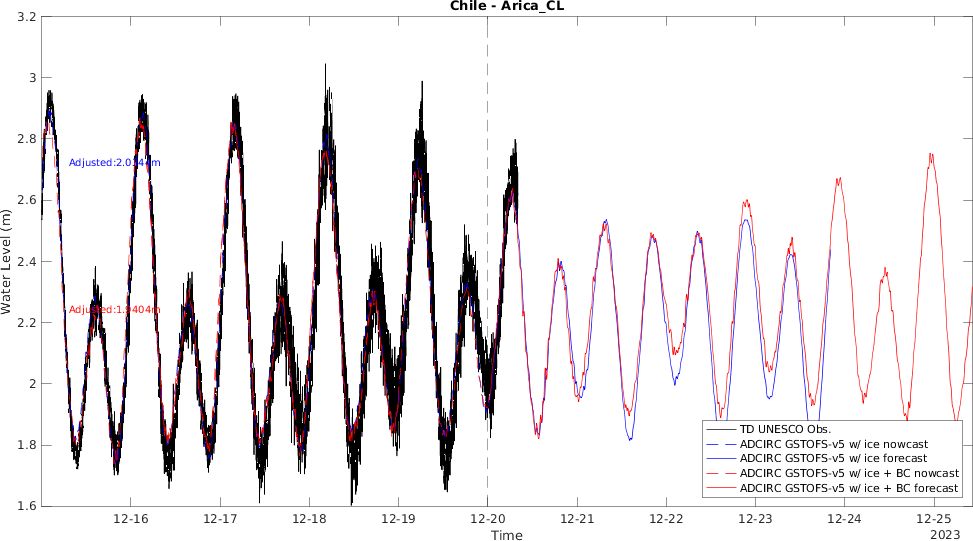 Chile - Arica_CL
3.2
3
2.8
2.6
2.4
2.2
2
1.8
1.6
Water Level (m)
Adjusted:1.9404m
TD UNESCO Obs.
ADCIRC GSTOFS-v5 w/ ice nowcast
ADCIRC GSTOFS-v5 w/ ice forecast
ADCIRC GSTOFS-v5 w/ ice + BC nowcast
ADCIRC GSTOFS-v5 w/ ice + BC forecast
12-16
12-17
12-18
12-19
12-20
12-21
12-22
12-23
12-24
12-25
2023
Time